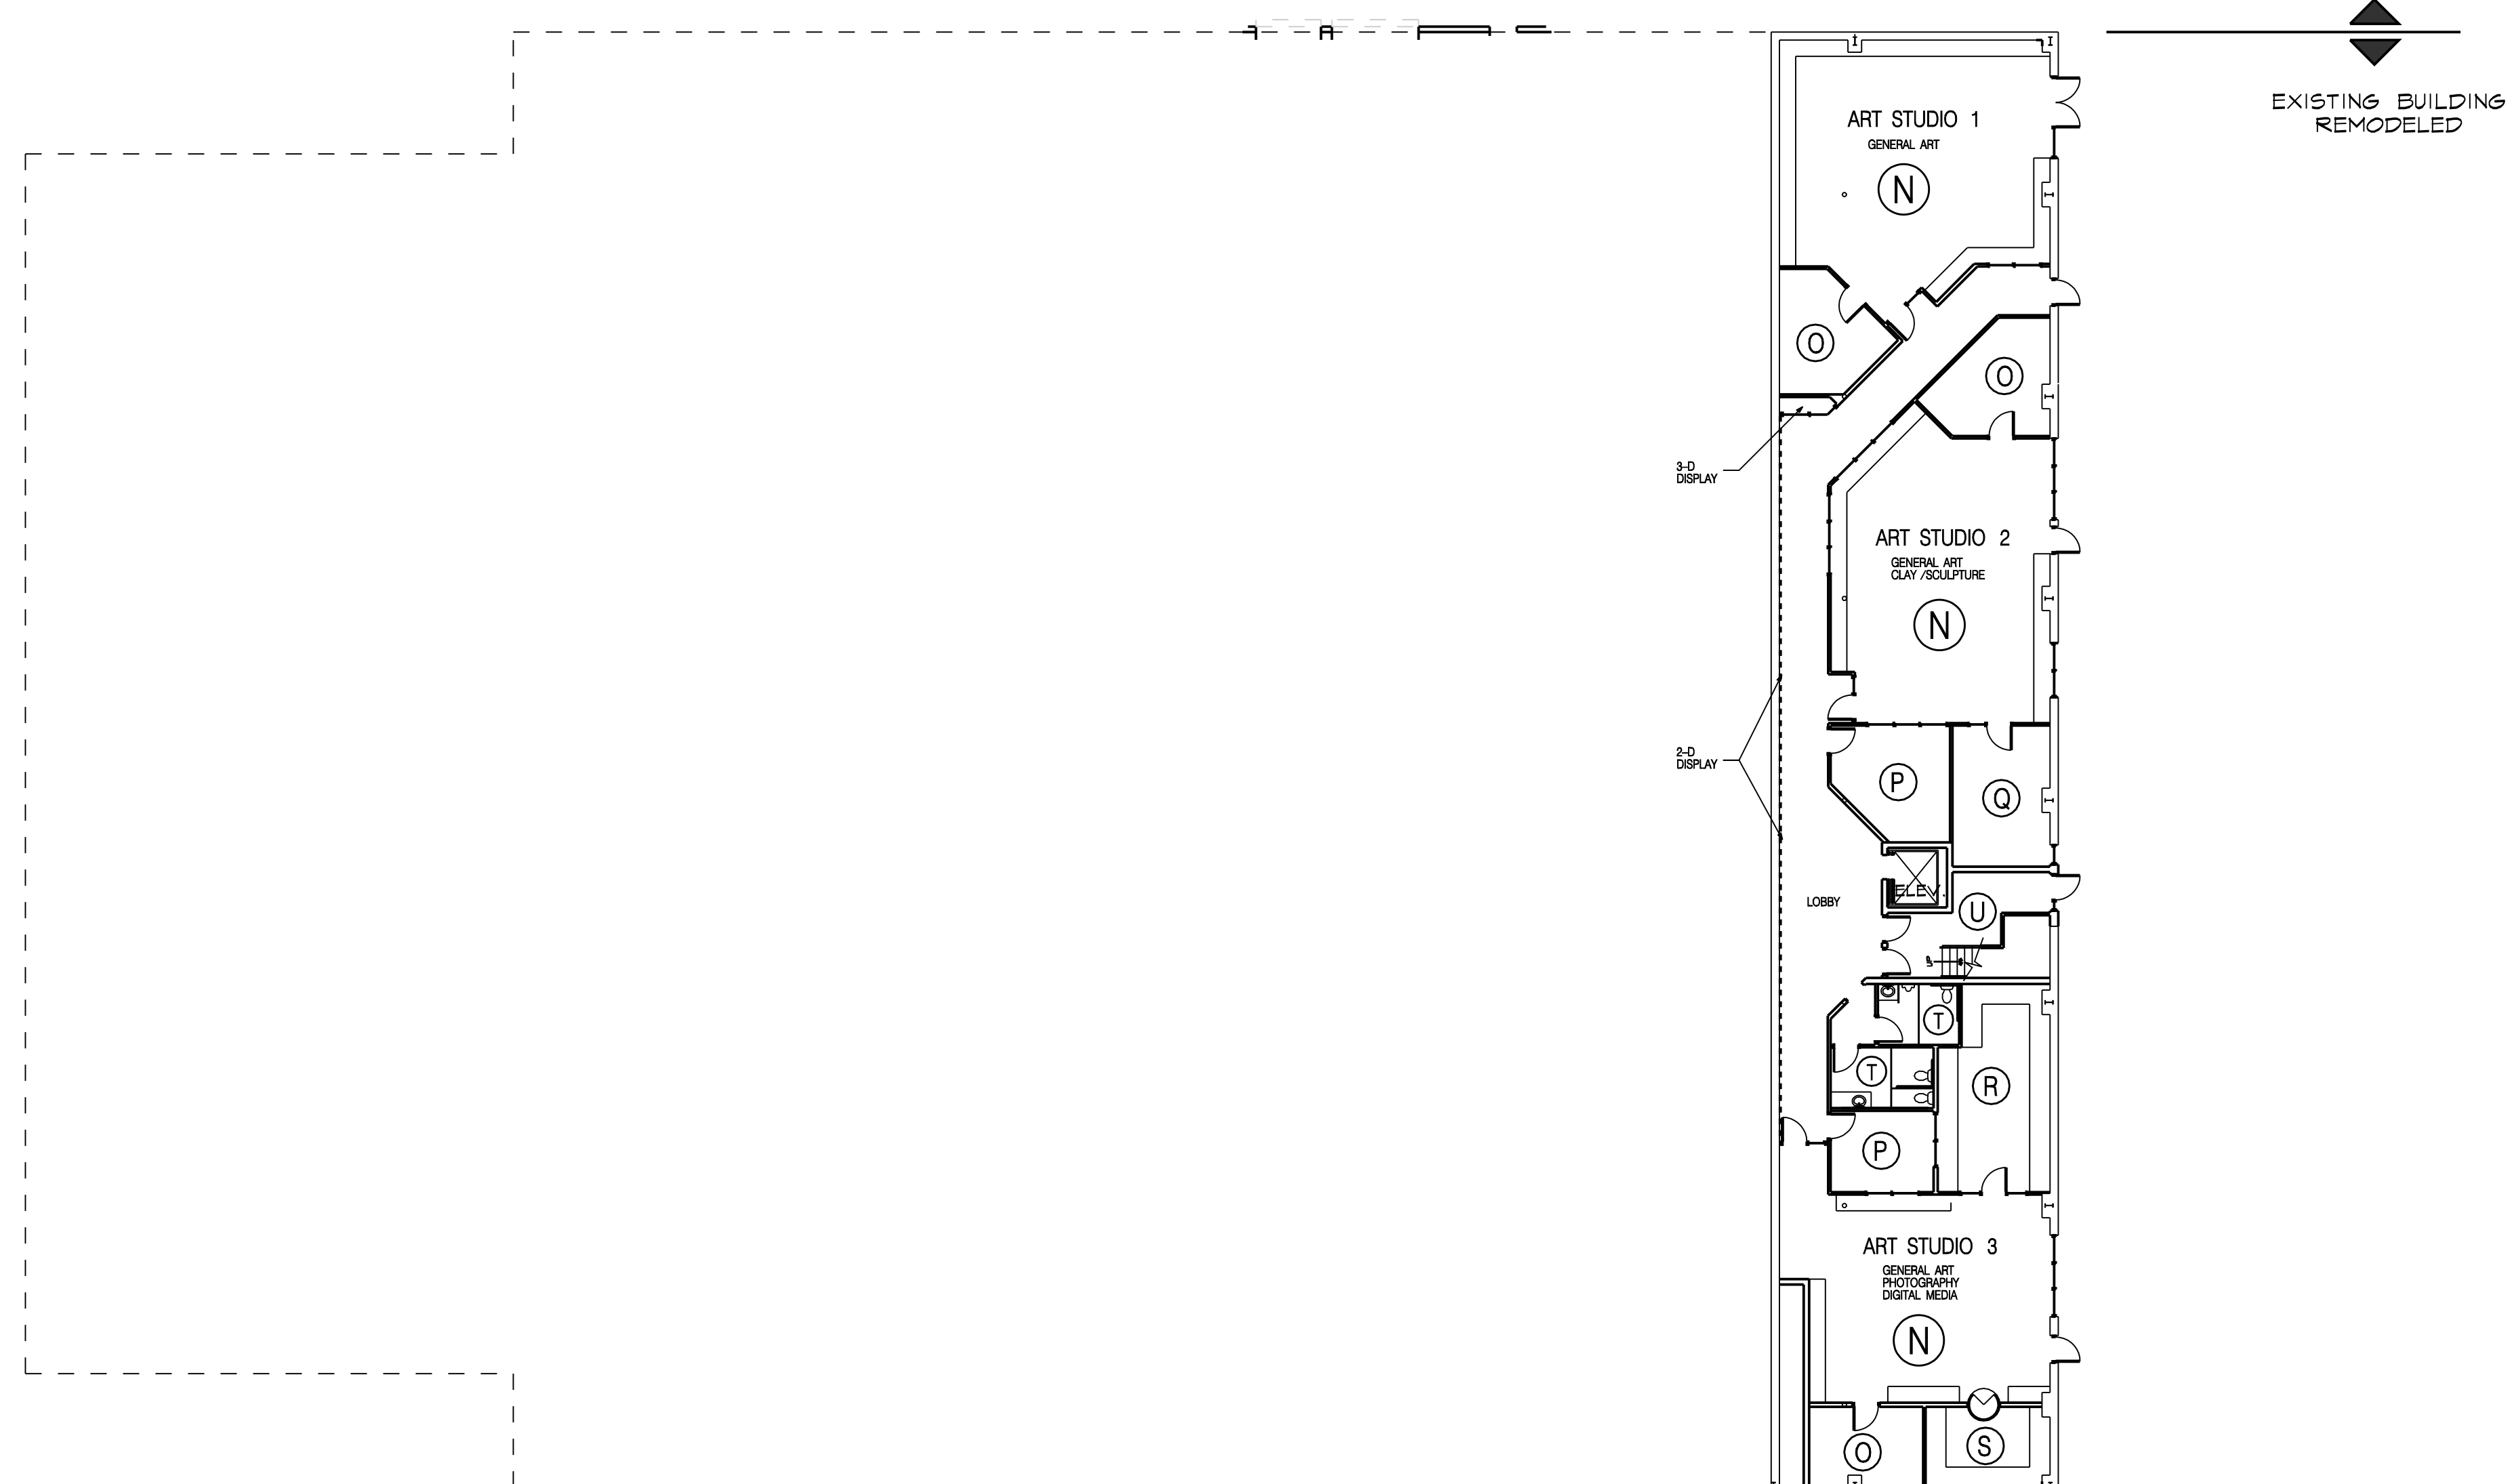 EXISTING BUILDING
REMODELED
ART STUDIO 1
GENERAL ART
N
O
O
3-D
DISPLAY
ART STUDIO 2
GENERAL ART
CLAY /SCULPTURE
N
2-D
DISPLAY
P
Q
ELEV.
LOBBY
U
T
T
R
P
ART STUDIO 3
GENERAL ART
PHOTOGRAPHY
DIGITAL MEDIA
N
O
S